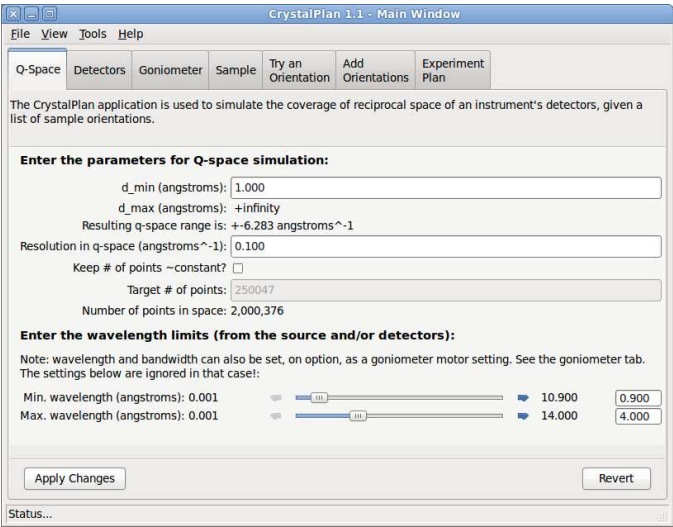 CrystalPlan 1.1 - Main Window
File View Tools Help
Q-Space Detectors Goniometer Sample Try an Orientation Add Orientations Experiment Plan
The CrystalPlan application is used to simulate the coverage of reciprocal space of an instrument's detectors, given a
list of sample orientations.
Enter the parameters for Q-space simulation:
d_min (angstroms): 1.000
d_max (angstroms): +infinity
Resulting q-space range is: +-6.283 angstroms^-1
Resolution in q-space (angstroms^-1): 0.100
Keep # of points ~constant?
Target # of points: 250047
Number of points in space: 2,000,376
Enter the wavelength limits (from the source and/or detectors):
Note: wavelength and bandwidth can also be set, on option, as a goniometer motor setting. See the goniometer tab.
The settings below are ignored in that case!:
Min. wavelength (angstroms): 0.001 10.900 0.900
Max. wavelength (angstroms): 0.001 14.000 4.000
Apply Changes Revert
Status...